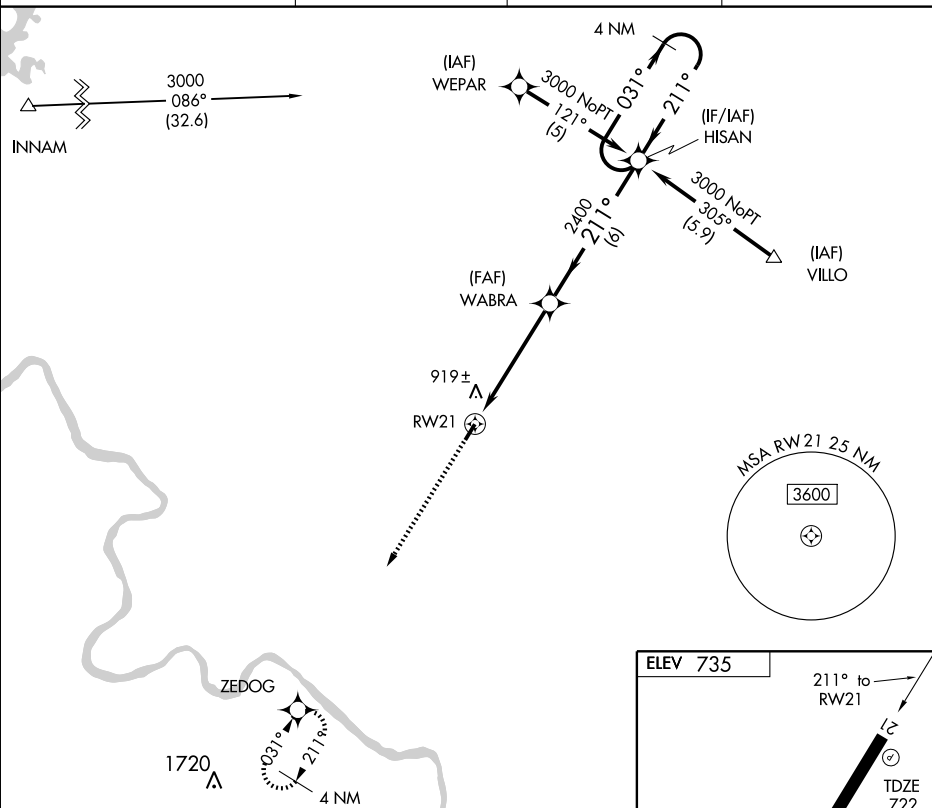 4 NM
(IAF)
WEPAR
3000 NoPT
121°
(5)
031°
211°
(IF/IAF)
HISAN
3000
086°
(32.6)
INNAM
3000 NoPT
305°
(5.9)
(IAF)
VILLO
2400
211°
(6)
(FAF)
WABRA
919±
RW21
MSA RW21 25 NM
3600
ZEDOG
031°
211°
1720
4 NM
ELEV 735
211° to
RW21
21
P
TDZE
722